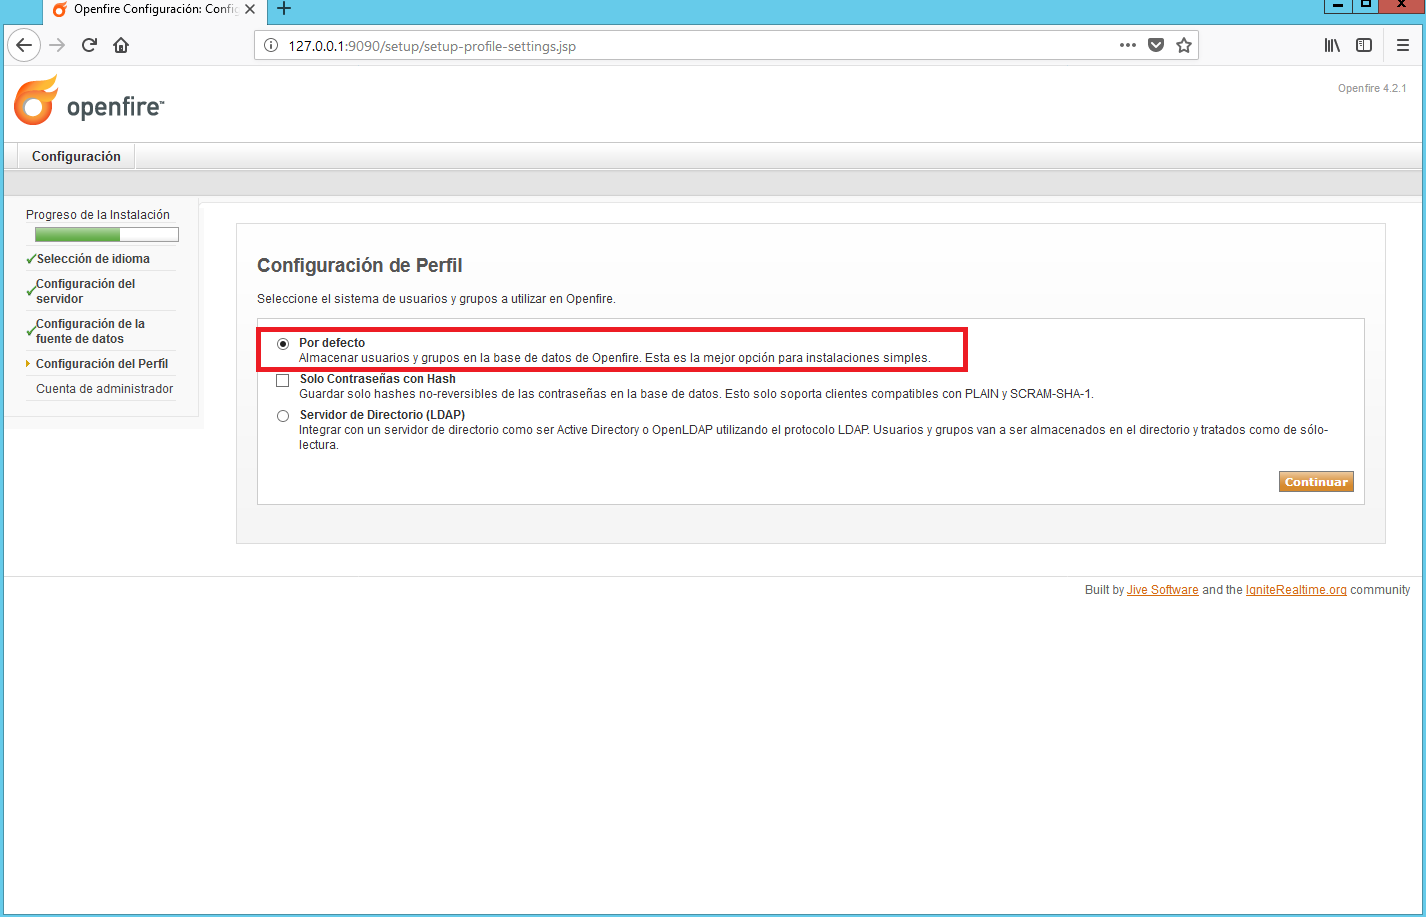 Openfire Configuración: Config
127.0.0.1:9090/setup/setup-profile-settings.jsp
openfire™
Openfire 4.2.1
Configuración
Progreso de la Instalación
Selección de idioma
Configuración del
servidor
Configuración de la
fuente de datos
Configuración del Perfil
Cuenta de administrador
Configuración de Perfil
Seleccione el sistema de usuarios y grupos a utilizar en Openfire.
Por defecto
Almacenar usuarios y grupos en la base de datos de Openfire. Esta es la mejor opción para instalaciones simples.
Solo Contraseñas con Hash
Guardar solo hashes no-reversibles de las contraseñas en la base de datos. Esto solo soporta clientes compatibles con PLAIN y SCRAM-SHA-1.
Servidor de Directorio (LDAP)
Integrar con un servidor de directorio como ser Active Directory o OpenLDAP utilizando el protocolo LDAP. Usuarios y grupos van a ser almacenados en el directorio y tratados como de sólo-
lectura.
Continuar
Built by Jive Software and the IgniteRealtime.org community